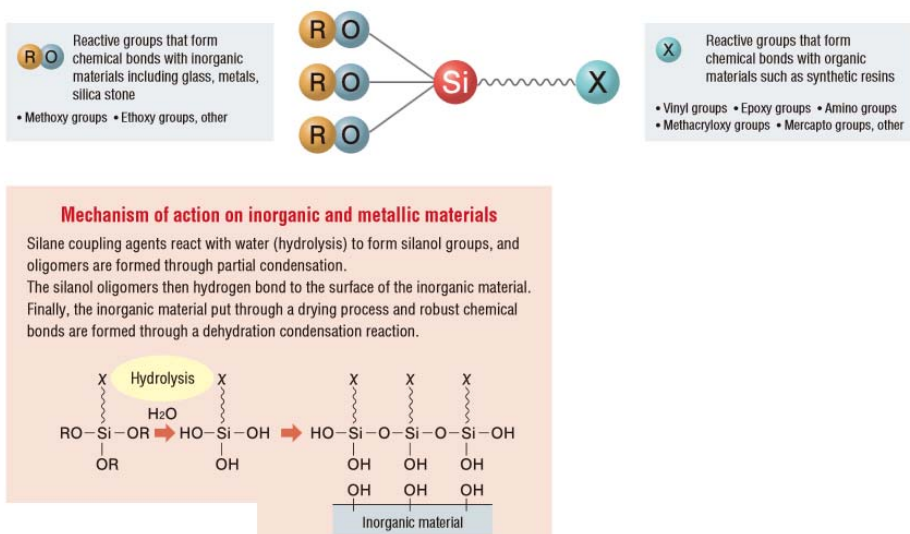 R O
Reactive groups that form
chemical bonds with inorganic
materials including glass, metals,
silica stone
• Methoxy groups • Ethoxy groups, other
R O
R O
R O
Si
X
X
Reactive groups that form
chemical bonds with organic
materials such as synthetic resins
• Vinyl groups • Epoxy groups • Amino groups
• Methacryloxy groups • Mercapto groups, other
Mechanism of action on inorganic and metallic materials
Silane coupling agents react with water (hydrolysis) to form silanol groups, and
oligomers are formed through partial condensation.
The silanol oligomers then hydrogen bond to the surface of the inorganic material.
Finally, the inorganic material put through a drying process and robust chemical
bonds are formed through a dehydration condensation reaction.
X Hydrolysis X X X X
H₂O
RO–Si–OR HO–Si–OH HO–Si–O–Si–O–Si–OH
OR OH OH OH OH
OH OH OH
Inorganic material